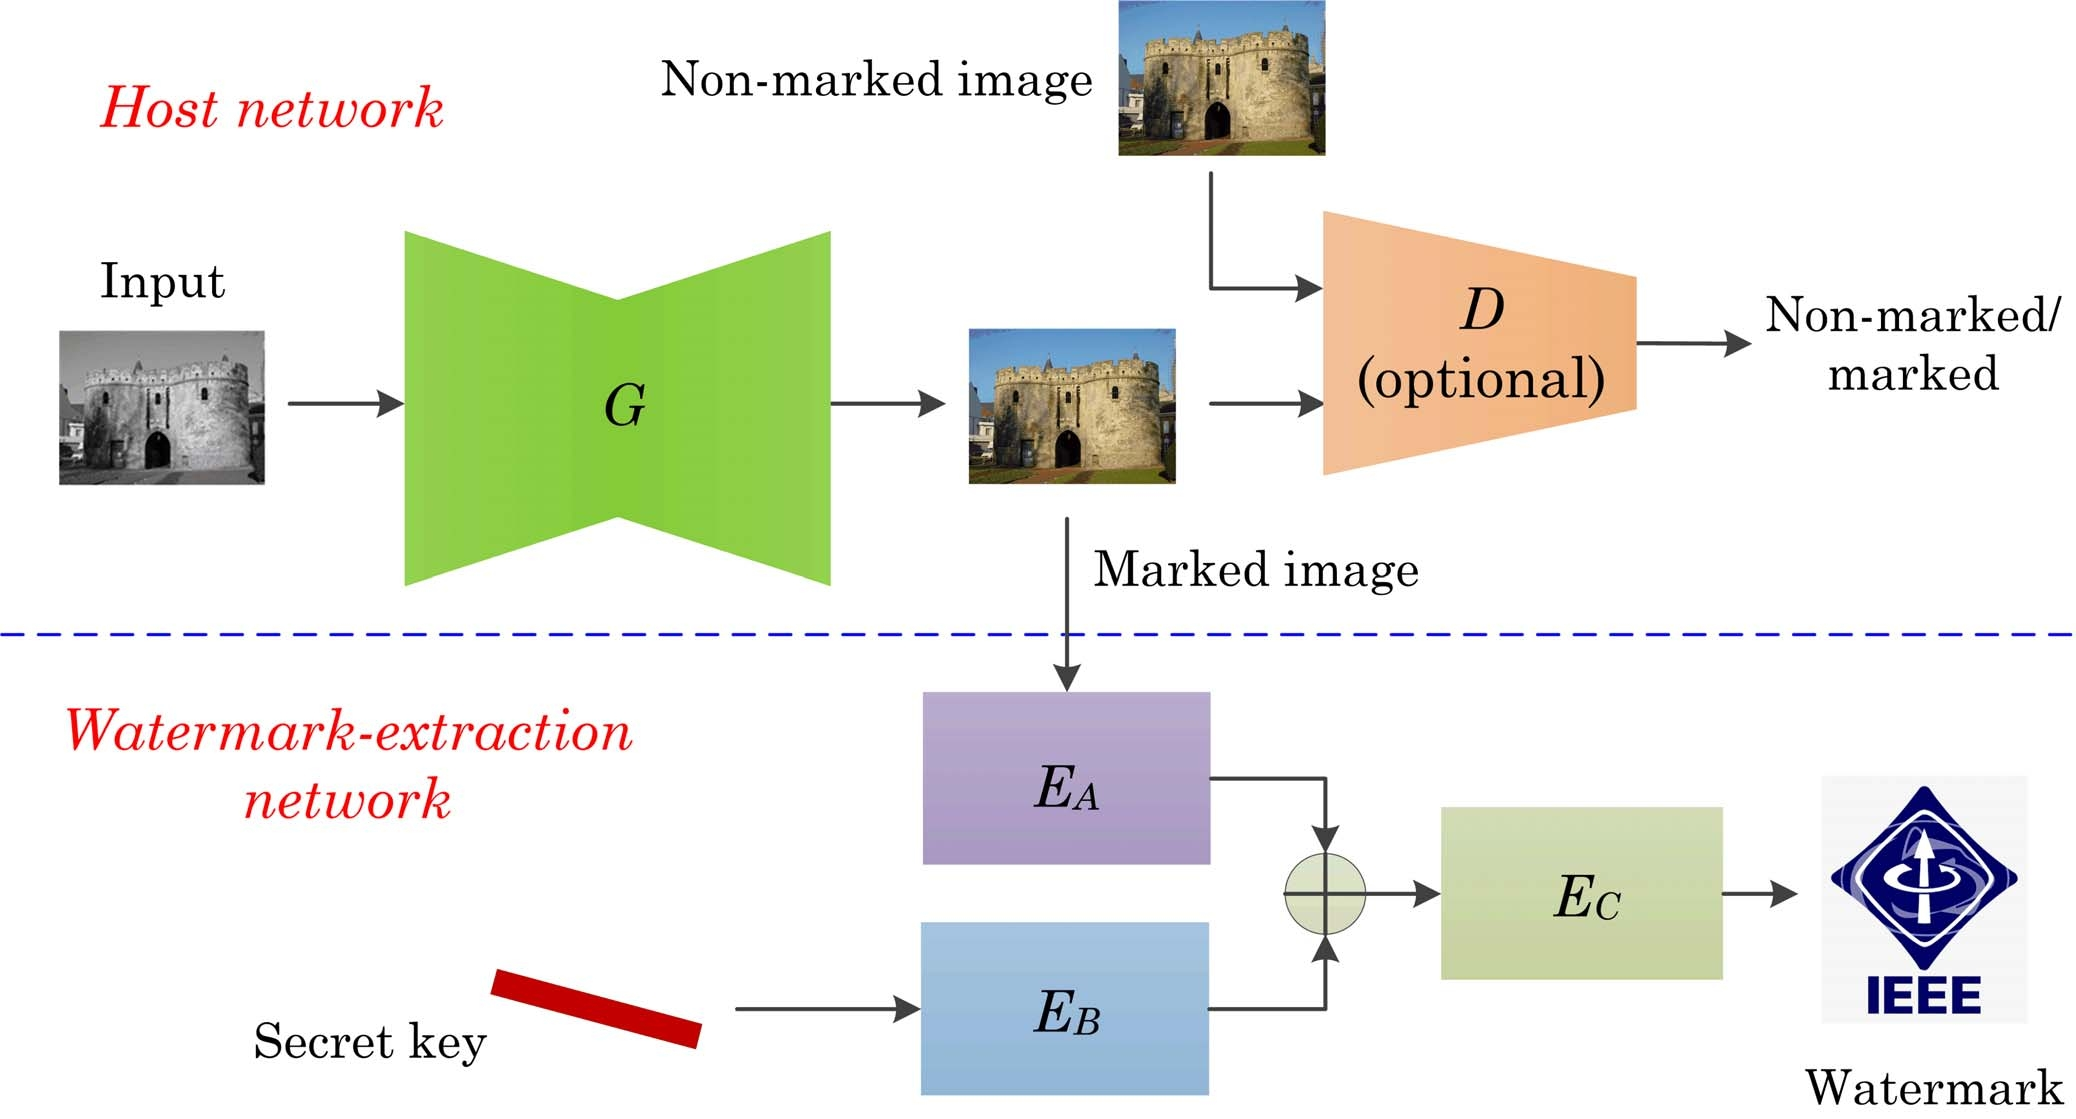 Non-marked image
Host network
Input
G
D
(optional)
Non-marked/
marked
Marked image
Watermark-extraction
network
E_A
E_C
E_B
IEEE
Secret key
Watermark